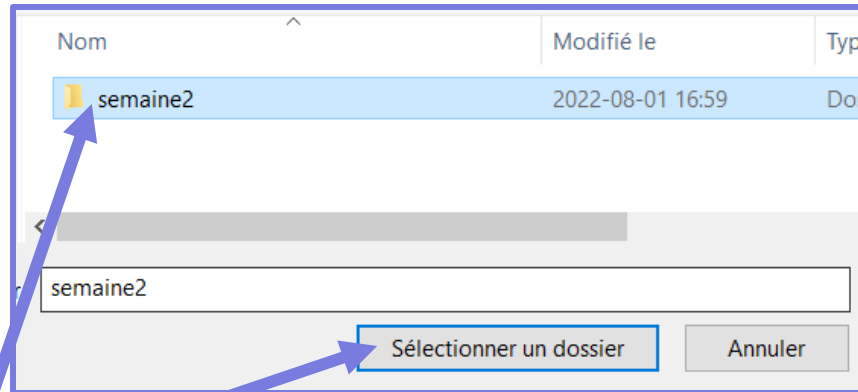 Nom Modifié le Typ
semaine2 2022-08-01 16:59 Do
semaine2
Sélectionner un dossier Annuler